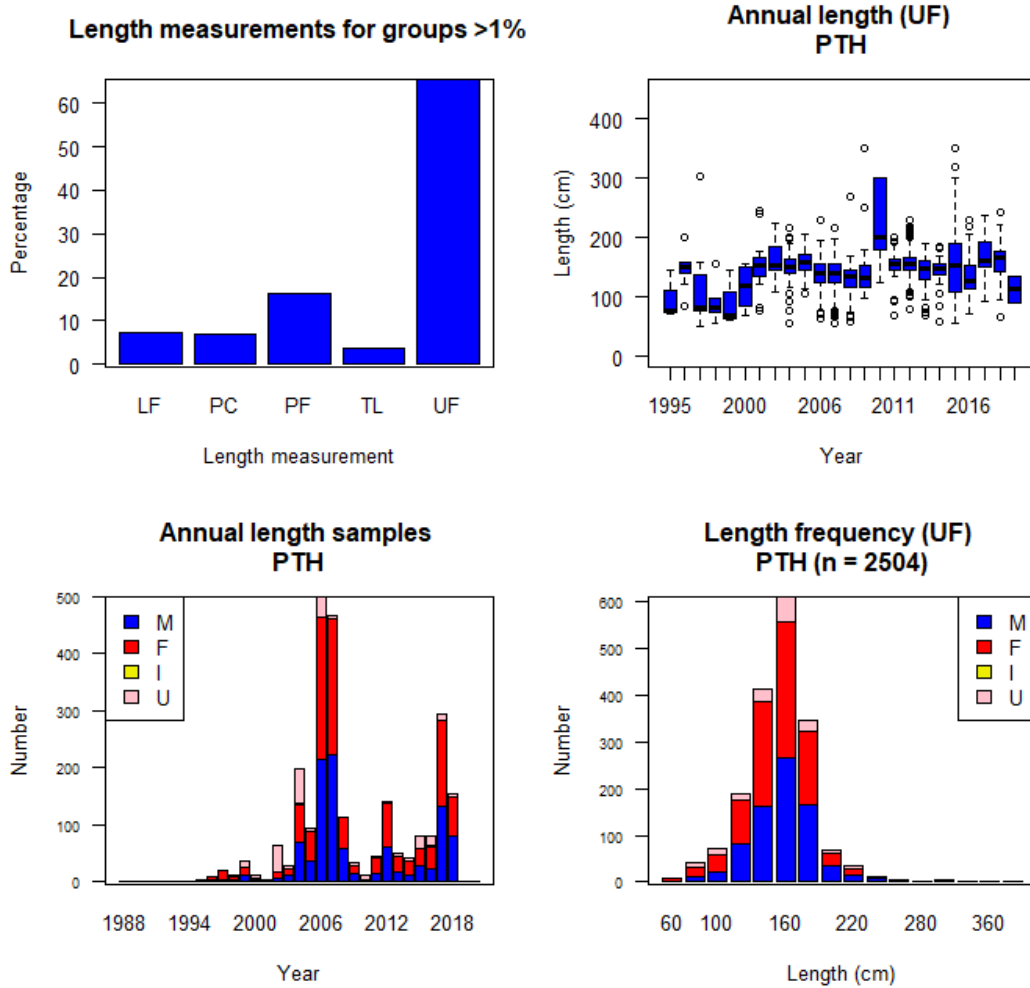 Length measurements for groups >1%
Percentage
60
50
40
30
20
10
0
LF PC PF TL UF
Length measurement
Annual length (UF)
PTH
Length (cm)
400
300
200
100
0
1995 2000 2006 2011 2016
Year
Annual length samples
PTH
Number
500
400
300
200
100
0
M
F
I
U
1988 1994 2000 2006 2012 2018
Year
Length frequency (UF)
PTH (n = 2504)
Number
600
500
400
300
200
100
0
M
F
I
U
60 100 160 220 280 360
Length (cm)